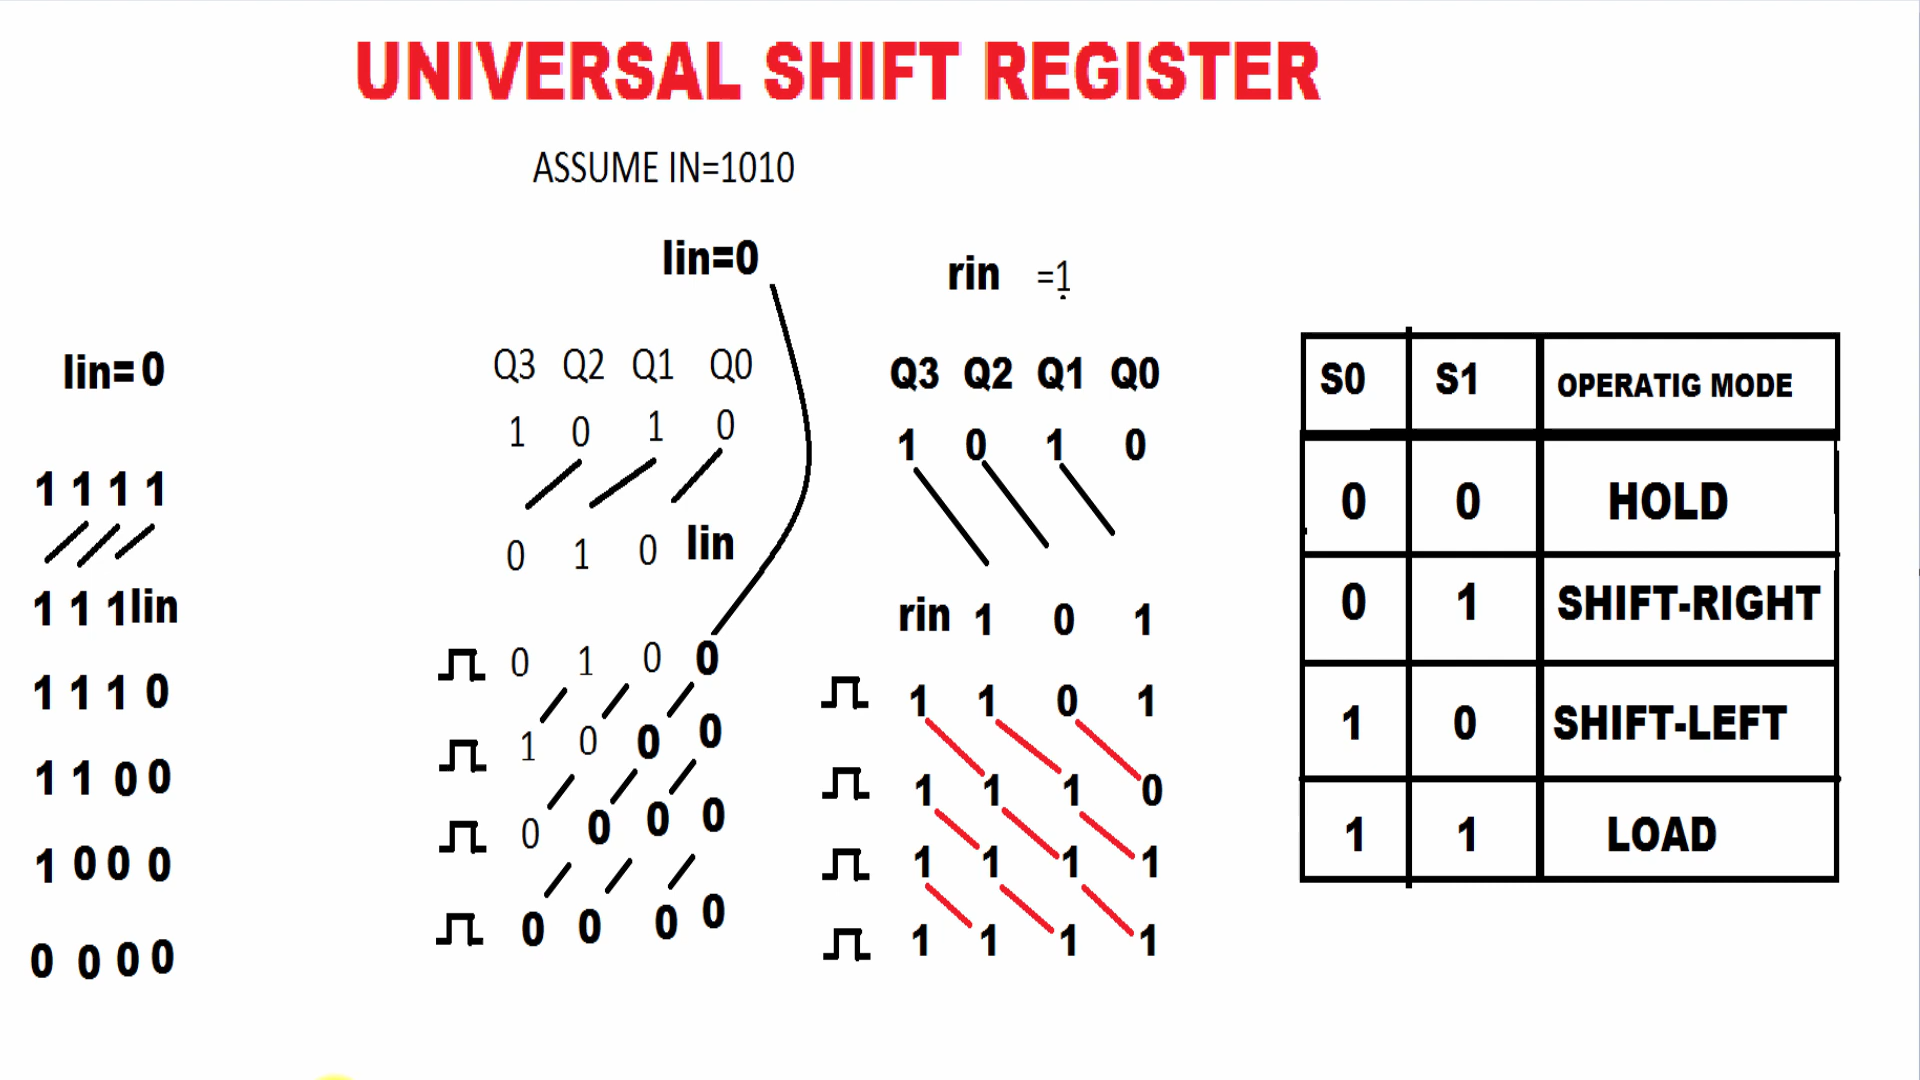 UNIVERSAL SHIFT REGISTER
ASSUME IN=1010
lin=0
1 1 1 1
1 1 1lin
1 1 1 0
1 1 0 0
1 0 0 0
0 0 0 0
lin=0
Q3 Q2 Q1 Q0
1 0 1 0
0 1 0 lin
0 1 0 0
1 0 0 0
0 0 0 0
0 0 0 0
rin =1
Q3 Q2 Q1 Q0
1 0 1 0
rin 1 0 1
1 1 0 1
1 1 1 0
1 1 1 1
1 1 1 1
S0 S1 OPERATIG MODE
0 0 HOLD
0 1 SHIFT-RIGHT
1 0 SHIFT-LEFT
1 1 LOAD